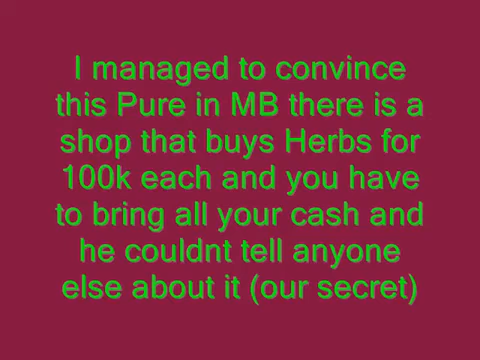 I managed to convince
this Pure in MB there is a
shop that buys Herbs for
100k each and you have
to bring all your cash and
he couldnt tell anyone
else about it (our secret)